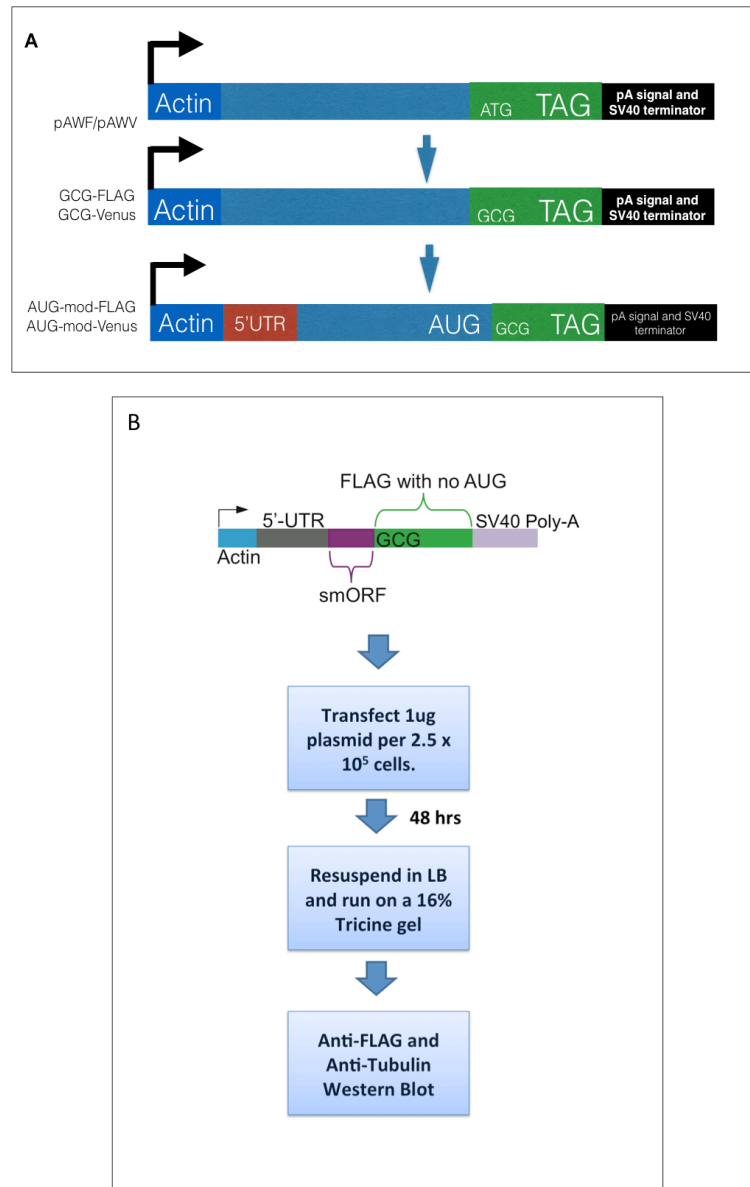 A
Actin
ATG
TAG
pA signal and
SV40 terminator
pAWF/pAWV
GCG-FLAG
GCG-Venus
Actin
GCG
TAG
pA signal and
SV40 terminator
AUG-mod-FLAG
AUG-mod-Venus
Actin
5'UTR
AUG
GCG
TAG
pA signal and SV40
terminator
B
FLAG with no AUG
5'-UTR
SV40 Poly-A
GCG
Actin
smORF
Transfect 1ug
plasmid per 2.5 x
10⁵ cells.
48 hrs
Resuspend in LB
and run on a 16%
Tricine gel
Anti-FLAG and
Anti-Tubulin
Western Blot